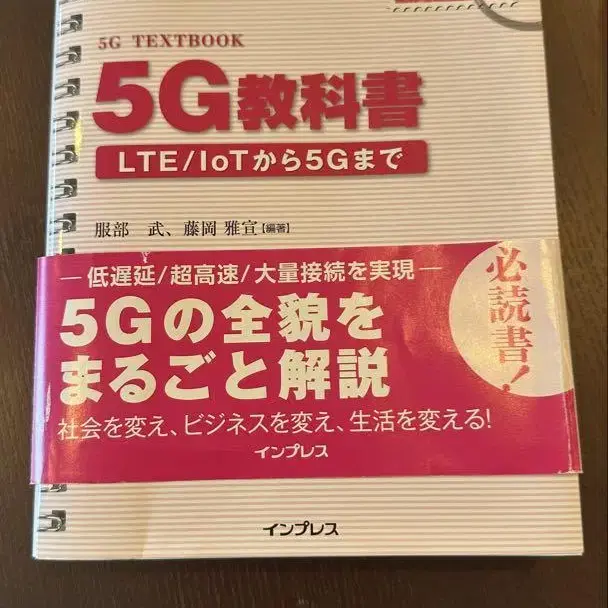 5G TEXTBOOK
5G教科書
LTE/IoTから5Gまで
服部 武、藤岡 雅宣【編著】
― 低遅延/超高速/大量接続を実現 ―
必読書!
5Gの全貌を
まるごと解説
社会を変え、ビジネスを変え、生活を変える!
インプレス
インプレス